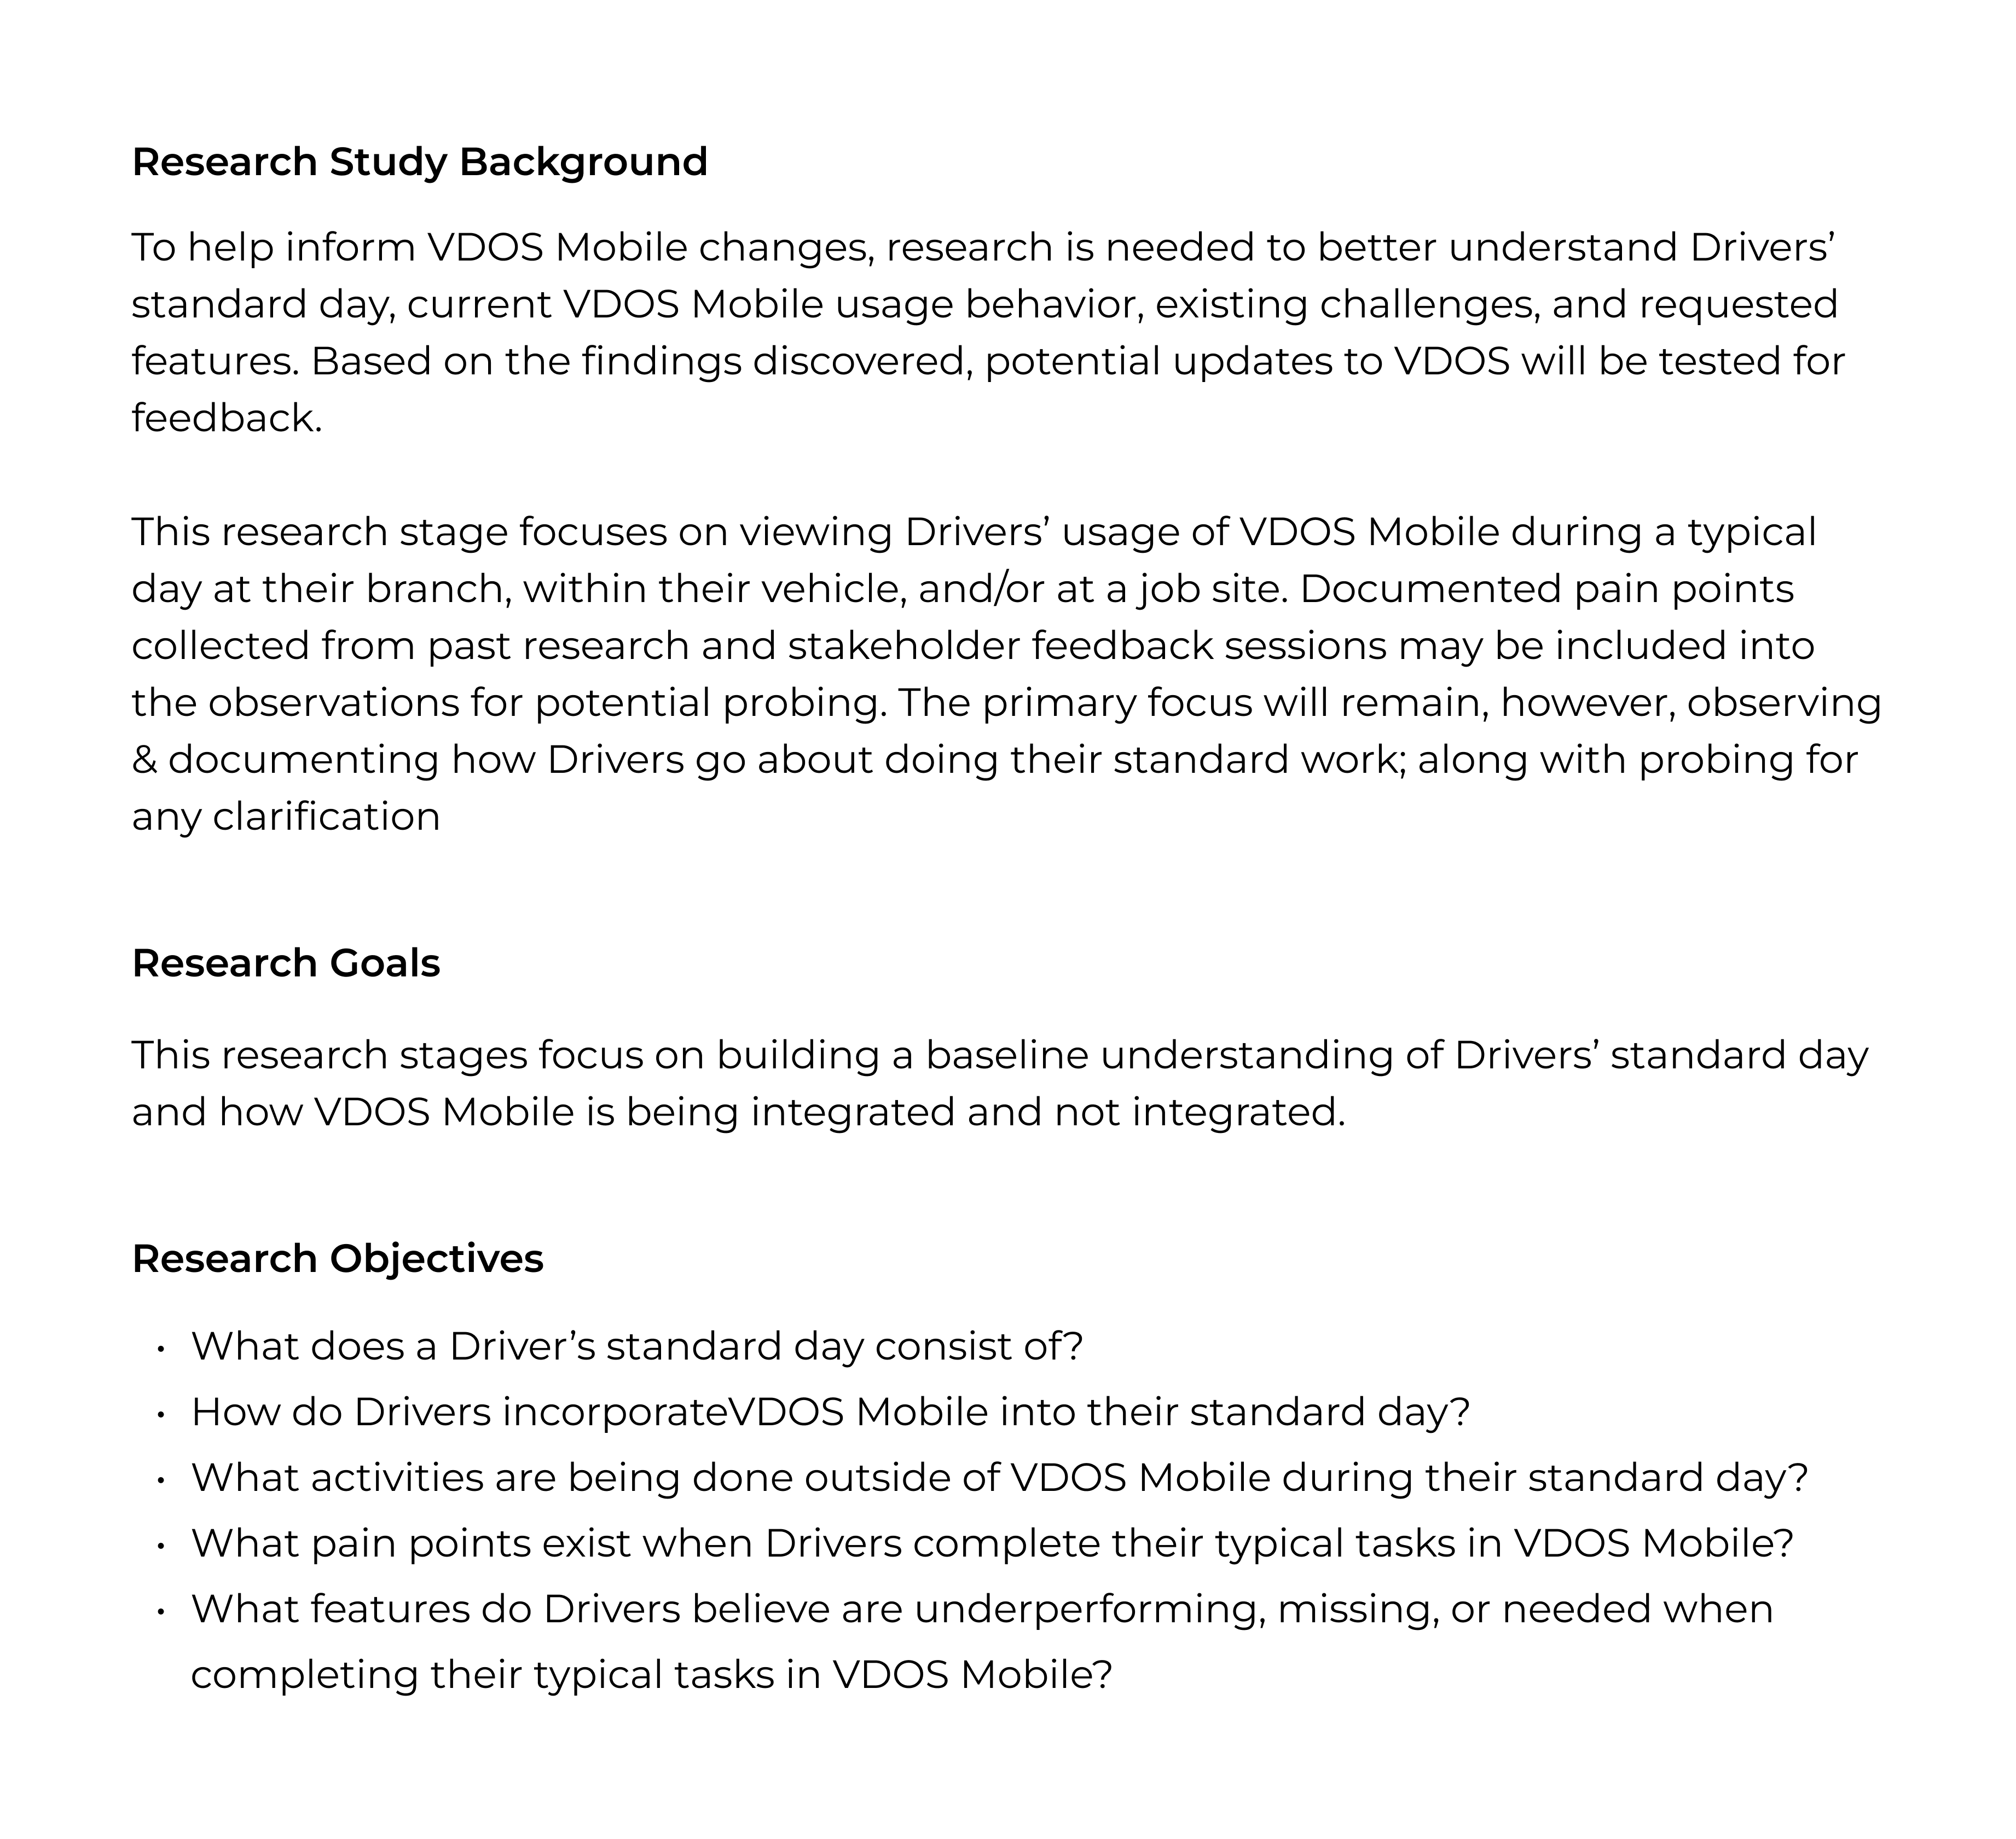 Research Study Background
To help inform VDOS Mobile changes, research is needed to better understand Drivers’
standard day, current VDOS Mobile usage behavior, existing challenges, and requested
features. Based on the findings discovered, potential updates to VDOS will be tested for
feedback.
This research stage focuses on viewing Drivers’ usage of VDOS Mobile during a typical
day at their branch, within their vehicle, and/or at a job site. Documented pain points
collected from past research and stakeholder feedback sessions may be included into
the observations for potential probing. The primary focus will remain, however, observing
& documenting how Drivers go about doing their standard work; along with probing for
any clarification
Research Goals
This research stages focus on building a baseline understanding of Drivers’ standard day
and how VDOS Mobile is being integrated and not integrated.
Research Objectives
• What does a Driver’s standard day consist of?
• How do Drivers incorporateVDOS Mobile into their standard day?
• What activities are being done outside of VDOS Mobile during their standard day?
• What pain points exist when Drivers complete their typical tasks in VDOS Mobile?
• What features do Drivers believe are underperforming, missing, or needed when
completing their typical tasks in VDOS Mobile?